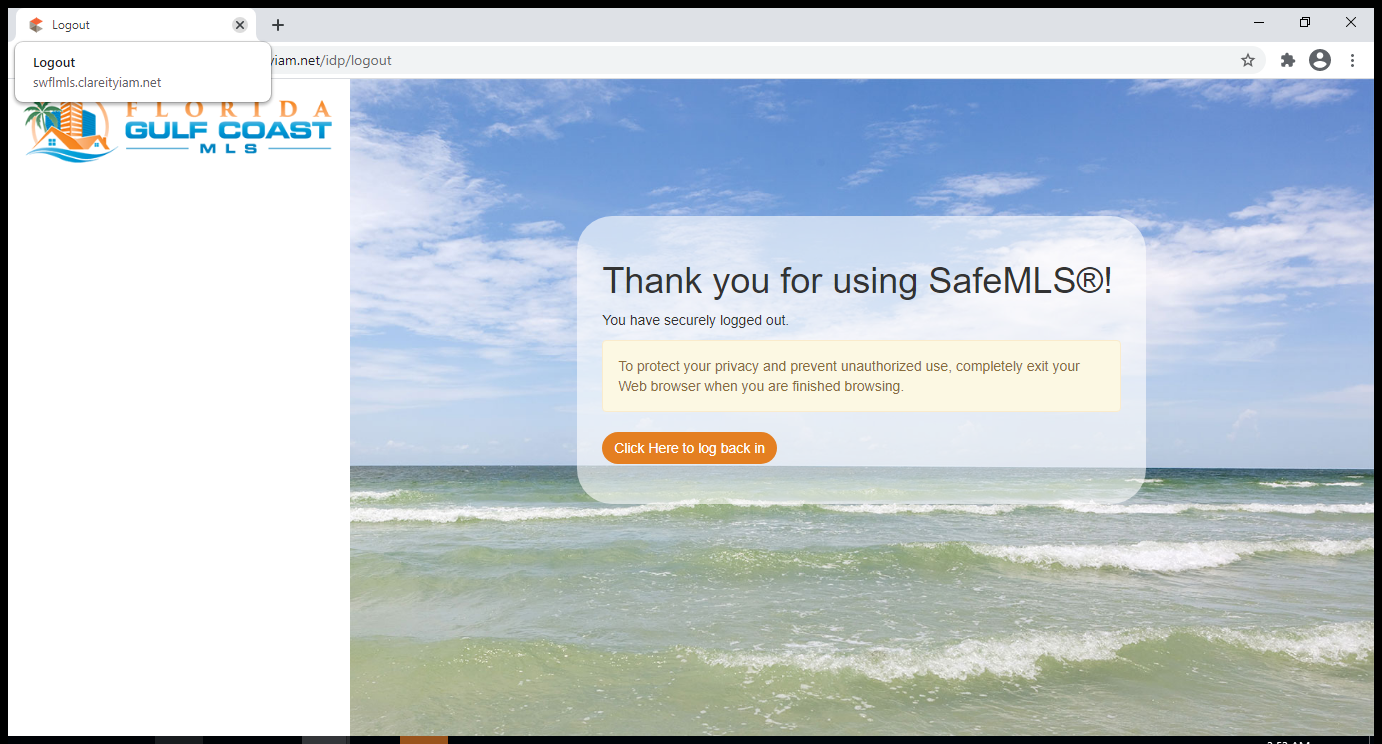 Logout
Logout
swflmls.clareityiam.net
yiam.net/idp/logout
FLORIDA
GULF COAST
MLS
Thank you for using SafeMLS®!
You have securely logged out.
To protect your privacy and prevent unauthorized use, completely exit your
Web browser when you are finished browsing.
Click Here to log back in